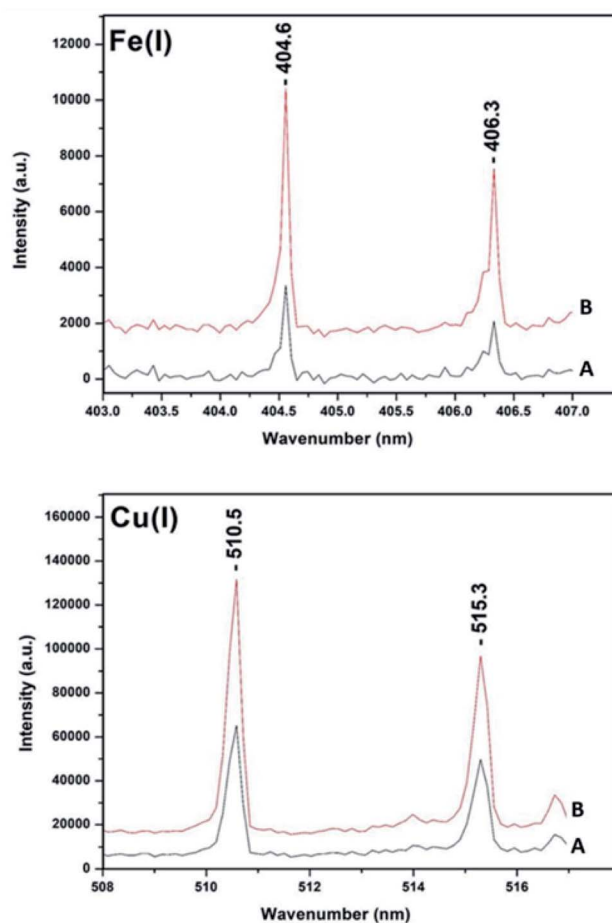 Fe(I)
404.6
406.3
12000
10000
8000
6000
4000
2000
0
Intensity (a.u.)
B
A
403.0 403.5 404.0 404.5 405.0 405.5 406.0 406.5 407.0
Wavenumber (nm)
Cu(I)
510.5
515.3
160000
140000
120000
100000
80000
60000
40000
20000
0
Intensity (a.u.)
B
A
508 510 512 514 516
Wavenumber (nm)